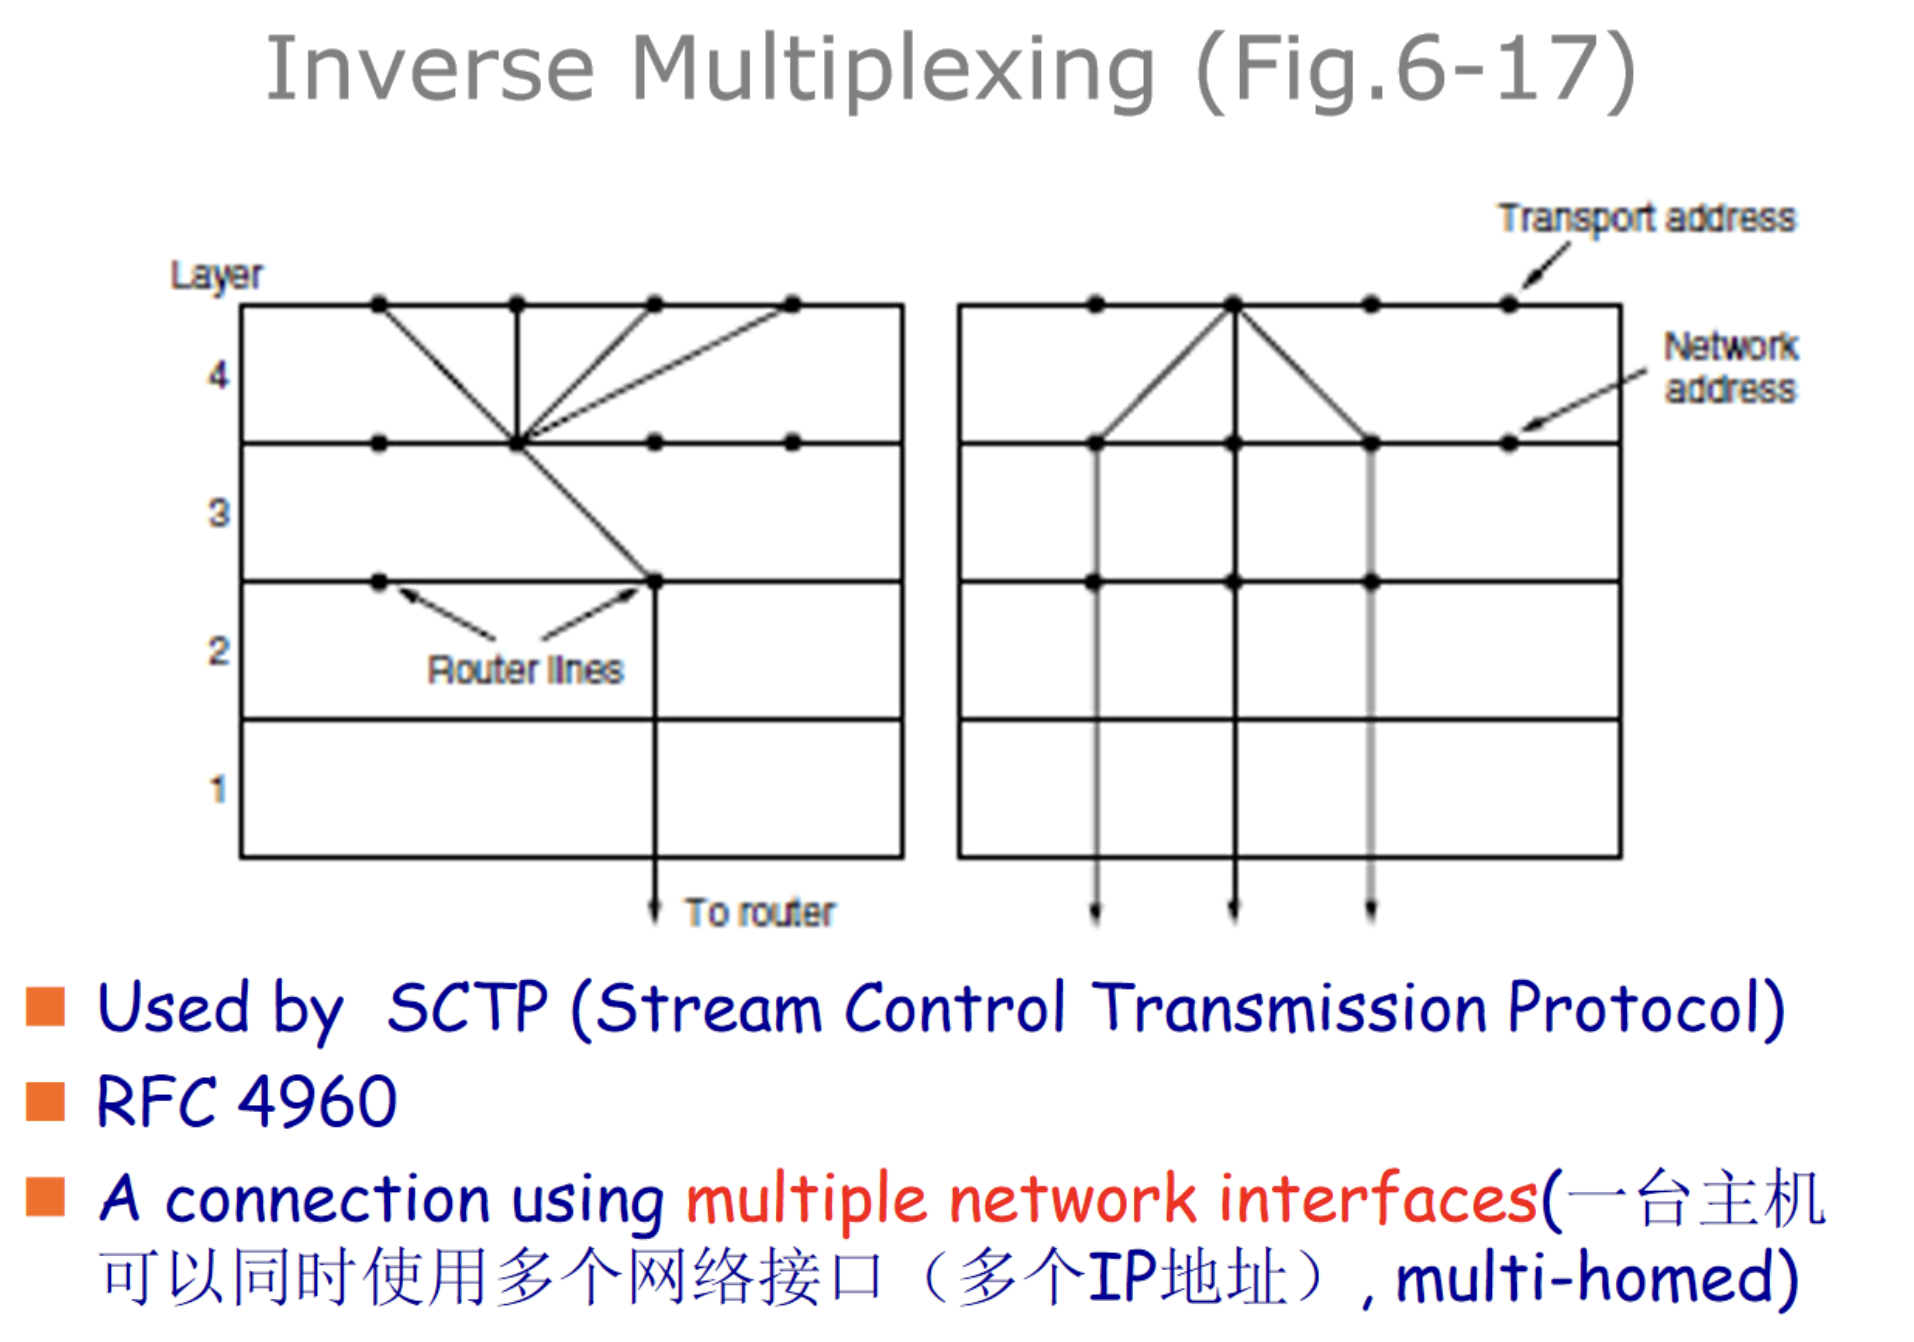 Inverse Multiplexing (Fig.6-17)
Transport address
Layer
Network
address
4
3
2
Router lines
1
To router
Used by SCTP (Stream Control Transmission Protocol)
RFC 4960
A connection using multiple network interfaces(一台主机
可以同时使用多个网络接口（多个IP地址）, multi-homed)